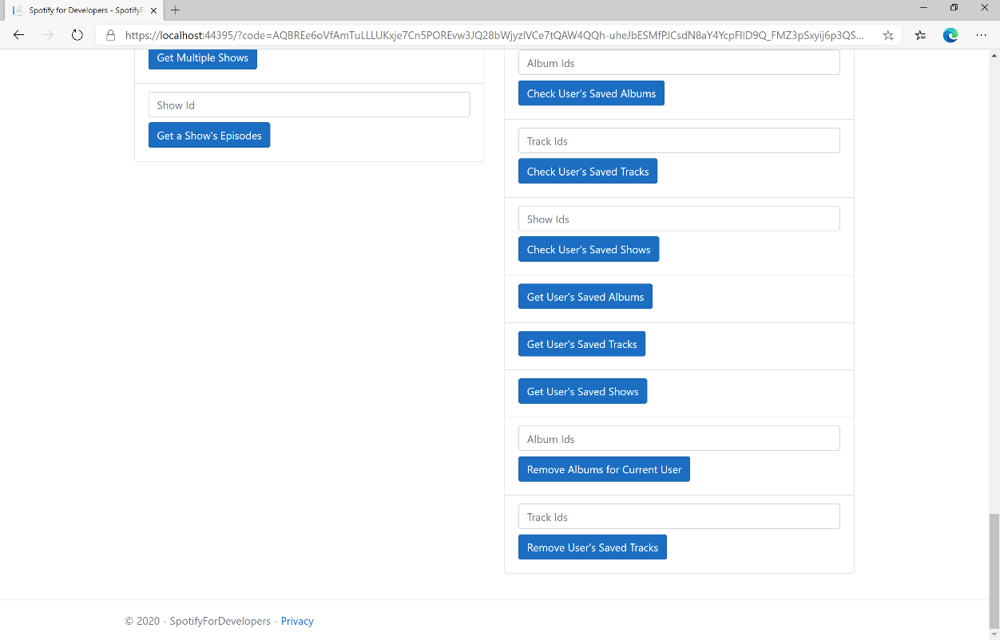 Spotify for Developers - SpotifyF
https://localhost:44395/?code=AQBREe6oVfAmTuLLLUKxje7Cn5POREvw3JQ28bWjyzlVCe7tQAW4QQh-uheJbESMfPJCsdN8aY4YcpFIlD9Q_FMZ3pSxyij6p3QS...
Get Multiple Shows
Show Id
Get a Show's Episodes
Album Ids
Check User's Saved Albums
Track Ids
Check User's Saved Tracks
Show Ids
Check User's Saved Shows
Get User's Saved Albums
Get User's Saved Tracks
Get User's Saved Shows
Album Ids
Remove Albums for Current User
Track Ids
Remove User's Saved Tracks
© 2020 - SpotifyForDevelopers - Privacy